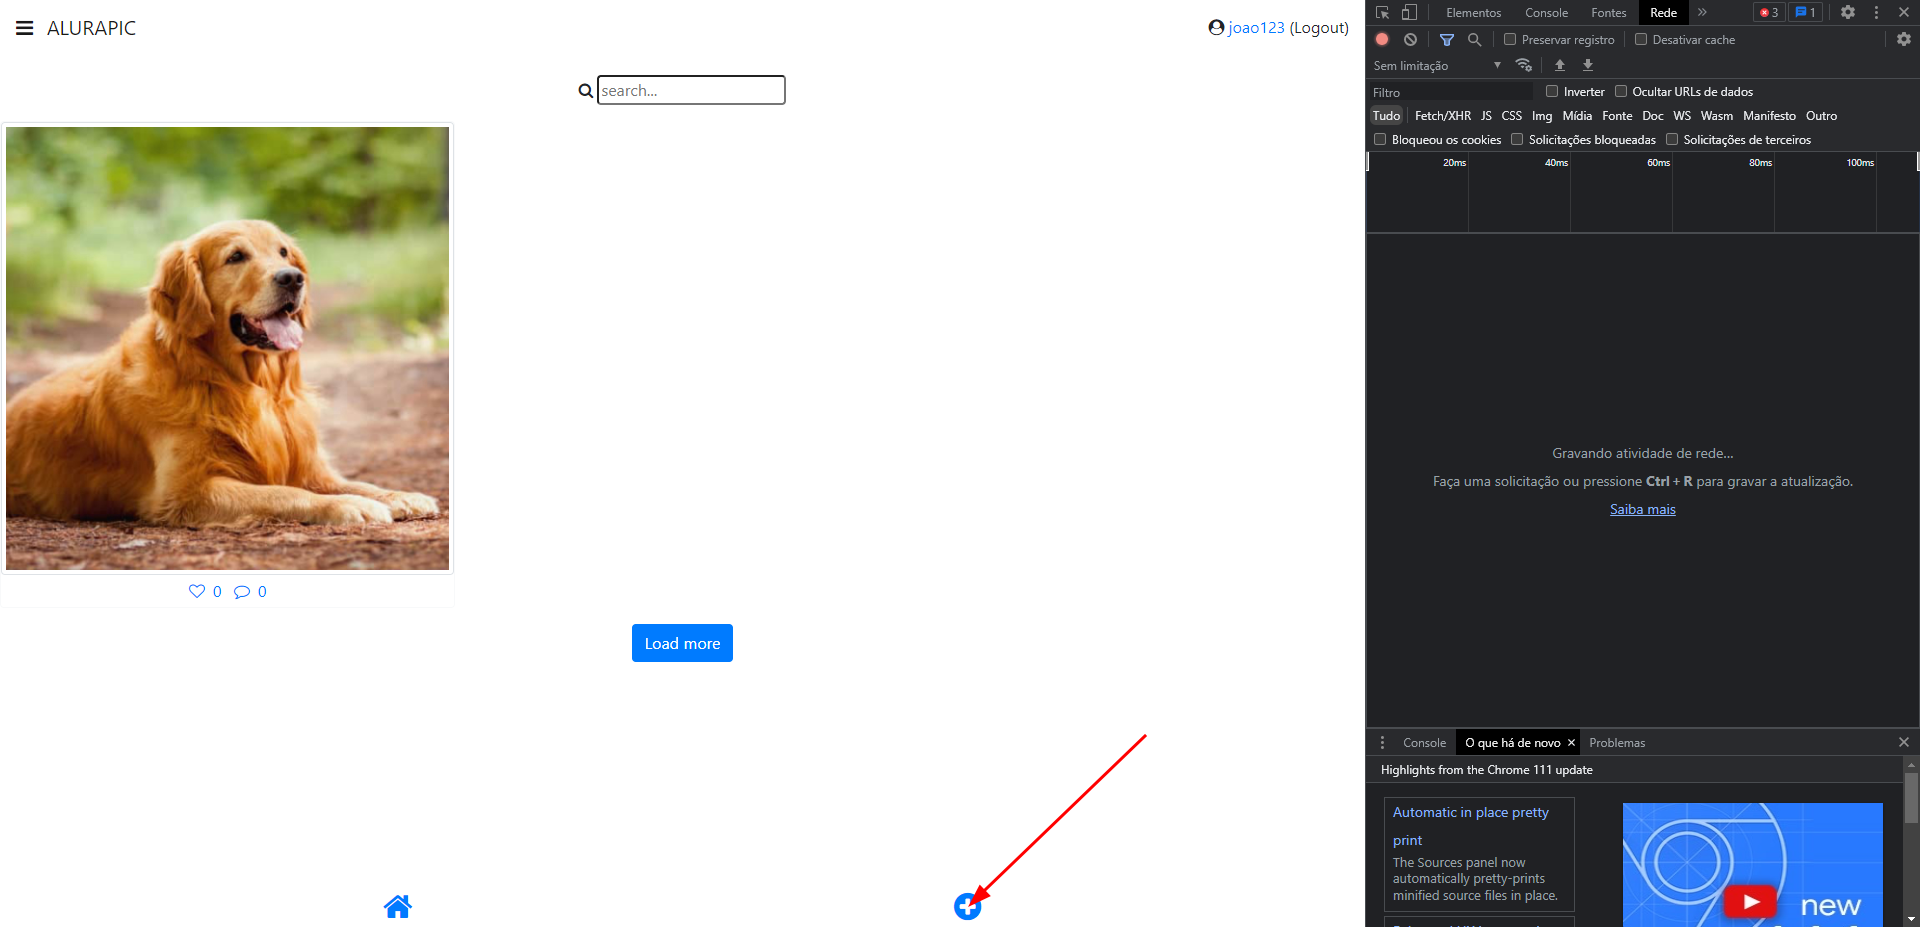 ALURAPIC
joao123 (Logout)
search...
0 0
Load more
Elementos Console Fontes Rede 3 1
Preservar registro Desativar cache
Sem limitação
Filtro Inverter Ocultar URLs de dados
Tudo Fetch/XHR JS CSS Img Mídia Fonte Doc WS Wasm Manifesto Outro
Bloqueou os cookies Solicitações bloqueadas Solicitações de terceiros
20ms 40ms 60ms 80ms 100ms
Gravando atividade de rede...
Faça uma solicitação ou pressione Ctrl + R para gravar a atualização.
Saiba mais
Console O que há de novo Problemas
Highlights from the Chrome 111 update
Automatic in place pretty
print
The Sources panel now
automatically pretty-prints
minified source files in place.
new